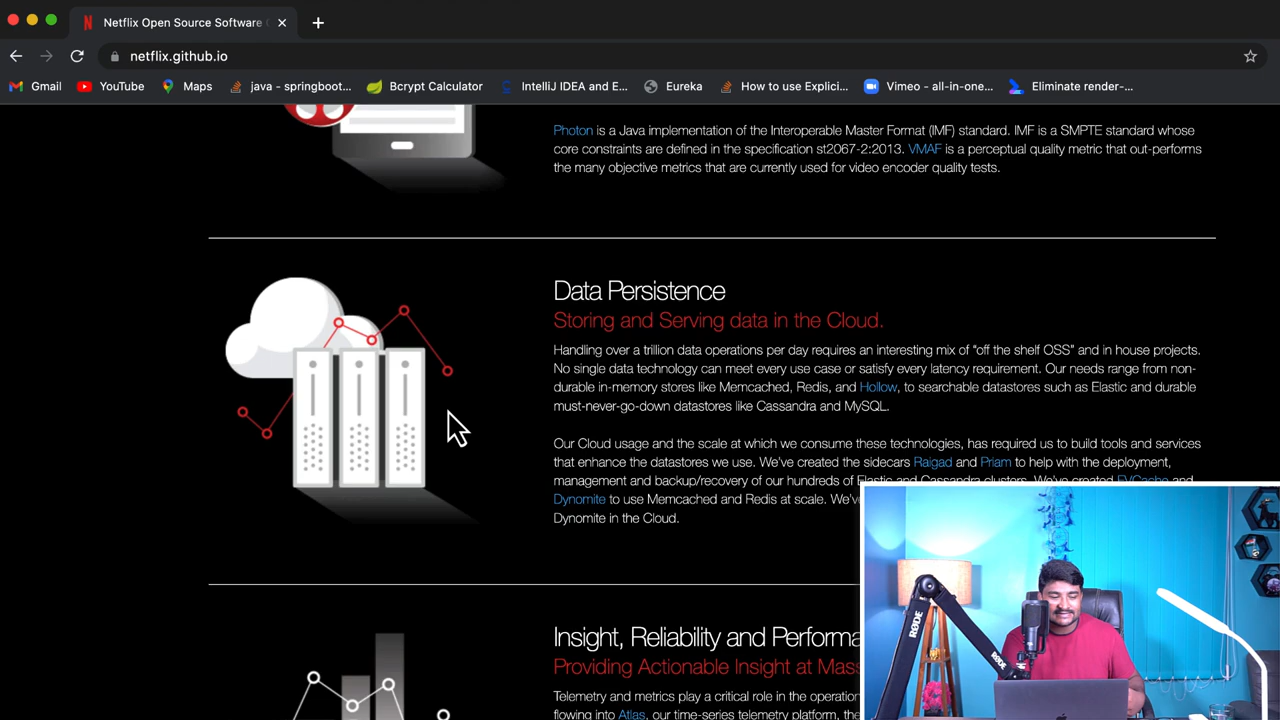 Netflix Open Source Software
netflix.github.io
Gmail
YouTube
Maps
java - springboot...
Bcrypt Calculator
IntelliJ IDEA and E...
Eureka
How to use Explici...
Vimeo - all-in-one...
Eliminate render-...
Photon is a Java implementation of the Interoperable Master Format (IMF) standard. IMF is a SMPTE standard whose
core constraints are defined in the specification st2067-2:2013. VMAF is a perceptual quality metric that out-performs
the many objective metrics that are currently used for video encoder quality tests.
Data Persistence
Storing and Serving data in the Cloud.
Handling over a trillion data operations per day requires an interesting mix of “off the shelf OSS” and in house projects.
No single data technology can meet every use case or satisfy every latency requirement. Our needs range from non-
durable in-memory stores like Memcached, Redis, and Hollow, to searchable datastores such as Elastic and durable
must-never-go-down datastores like Cassandra and MySQL.
Our Cloud usage and the scale at which we consume these technologies, has required us to build tools and services
that enhance the datastores we use. We’ve created the sidecars Raigad and Priam to help with the deployment,
management and backup/recovery of our hundreds of Elastic and Cassandra clusters. We’ve created EVCache and
Dynomite to use Memcached and Redis at scale. We’v
Dynomite in the Cloud.
Insight, Reliability and Performa
Providing Actionable Insight at Mass
Telemetry and metrics play a critical role in the operation
flowing into Atlas, our time-series telemetry platform, the
RØDE
RØDE